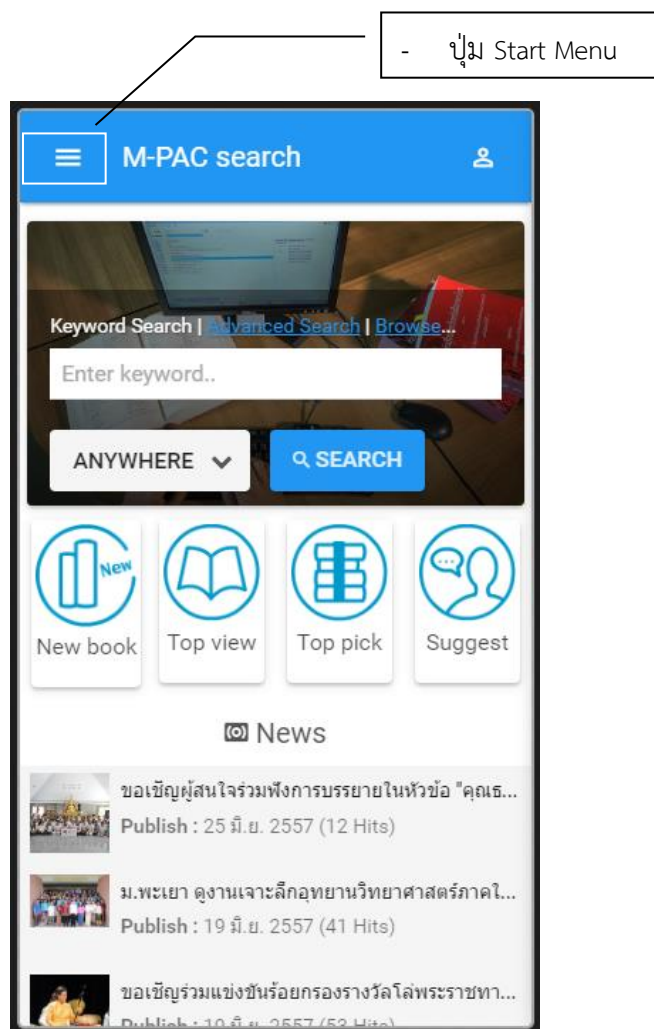 - ปุ่ม Start Menu
M-PAC search
Keyword Search | Advanced Search | Browse...
Enter keyword..
ANYWHERE
SEARCH
New
New book
Top view
Top pick
Suggest
News
ขอเชิญผู้สนใจร่วมฟังการบรรยายในหัวข้อ "คุณธ...
Publish : 25 มิ.ย. 2557 (12 Hits)
ม.พะเยา ดูงานเจาะลึกอุทยานวิทยาศาสตร์ภาคใ...
Publish : 19 มิ.ย. 2557 (41 Hits)
ขอเชิญร่วมแข่งขันร้อยกรองรางวัลโล่พระราชทา...
Publish : 19 มิ.ย. 2557 (53 Hits)